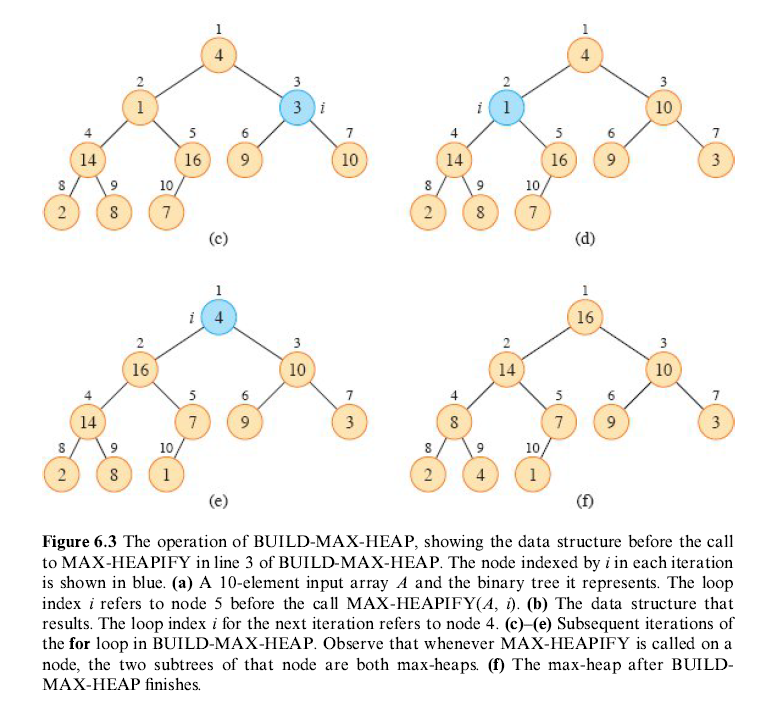 1
4
2 3
1 3 i
4 5 6 7
14 16 9 10
8 9 10
2 8 7
(c)
1
4
2 3
i 1 10
4 5 6 7
14 16 9 3
8 9 10
2 8 7
(d)
1
i 4
2 3
16 10
4 5 6 7
14 7 9 3
8 9 10
2 8 1
(e)
1
16
2 3
14 10
4 5 6 7
8 7 9 3
8 9 10
2 4 1
(f)
Figure 6.3 The operation of BUILD-MAX-HEAP, showing the data structure before the call
to MAX-HEAPIFY in line 3 of BUILD-MAX-HEAP. The node indexed by i in each iteration
is shown in blue. (a) A 10-element input array A and the binary tree it represents. The loop
index i refers to node 5 before the call MAX-HEAPIFY(A, i). (b) The data structure that
results. The loop index i for the next iteration refers to node 4. (c)–(e) Subsequent iterations of
the for loop in BUILD-MAX-HEAP. Observe that whenever MAX-HEAPIFY is called on a
node, the two subtrees of that node are both max-heaps. (f) The max-heap after BUILD-
MAX-HEAP finishes.